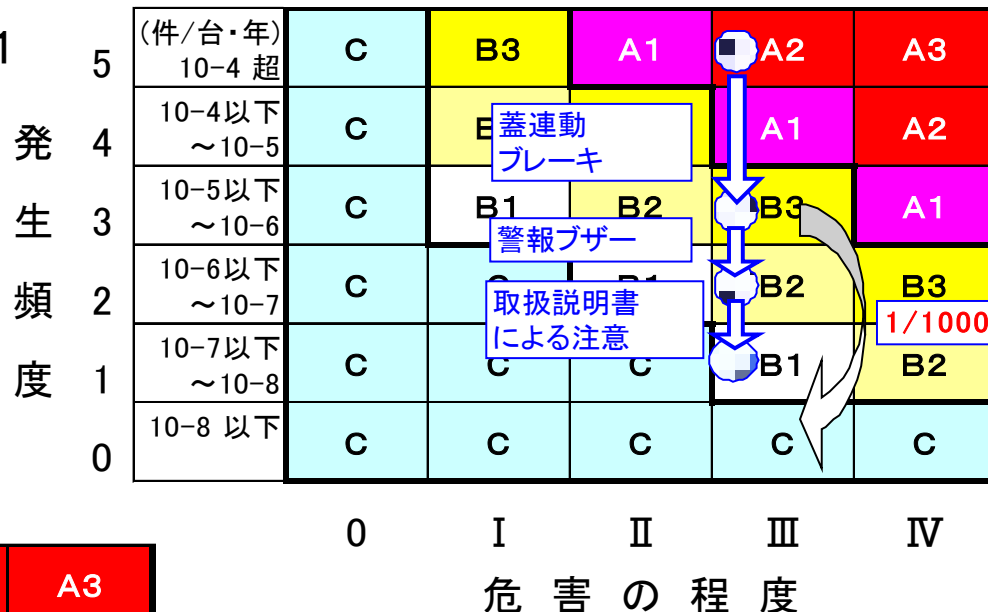 1
発生頻度
5 (件/台・年) C B3 A1 A2 A3
10-4 超
4 10-4以下 C A1 A2
～10-5
蓋連動
ブレーキ
3 10-5以下 C B1 B2 B3 A1
～10-6
警報ブザー
2 10-6以下 C B2 B3
～10-7
取扱説明書
による注意
1/1000
1 10-7以下 C C C B1 B2
～10-8
0 10-8 以下 C C C C C
0 Ⅰ Ⅱ Ⅲ Ⅳ
危害の程度
A3